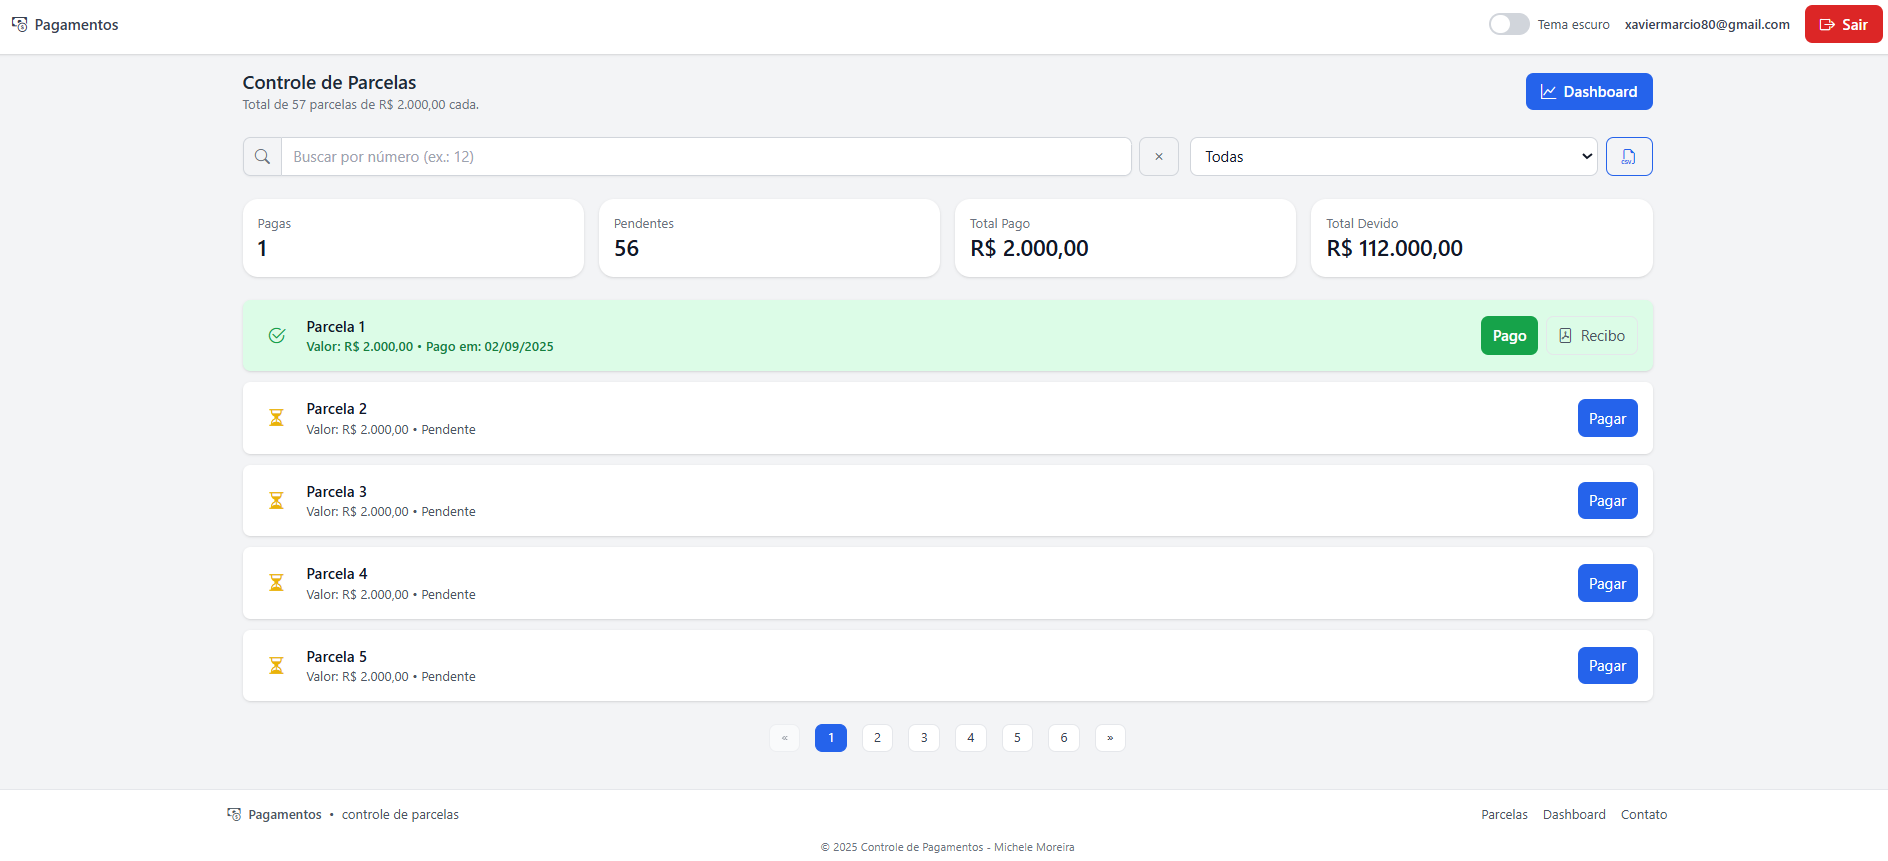 Pagamentos
Tema escuro
xaviermarcio80@gmail.com
Sair
Controle de Parcelas
Total de 57 parcelas de R$ 2.000,00 cada.
Dashboard
Buscar por número (ex.: 12)
×
Todas
CSV
Pagas
1
Pendentes
56
Total Pago
R$ 2.000,00
Total Devido
R$ 112.000,00
Parcela 1
Valor: R$ 2.000,00 • Pago em: 02/09/2025
Pago
Recibo
Parcela 2
Valor: R$ 2.000,00 • Pendente
Pagar
Parcela 3
Valor: R$ 2.000,00 • Pendente
Pagar
Parcela 4
Valor: R$ 2.000,00 • Pendente
Pagar
Parcela 5
Valor: R$ 2.000,00 • Pendente
Pagar
« 1 2 3 4 5 6 »
Pagamentos • controle de parcelas
Parcelas Dashboard Contato
© 2025 Controle de Pagamentos - Michele Moreira